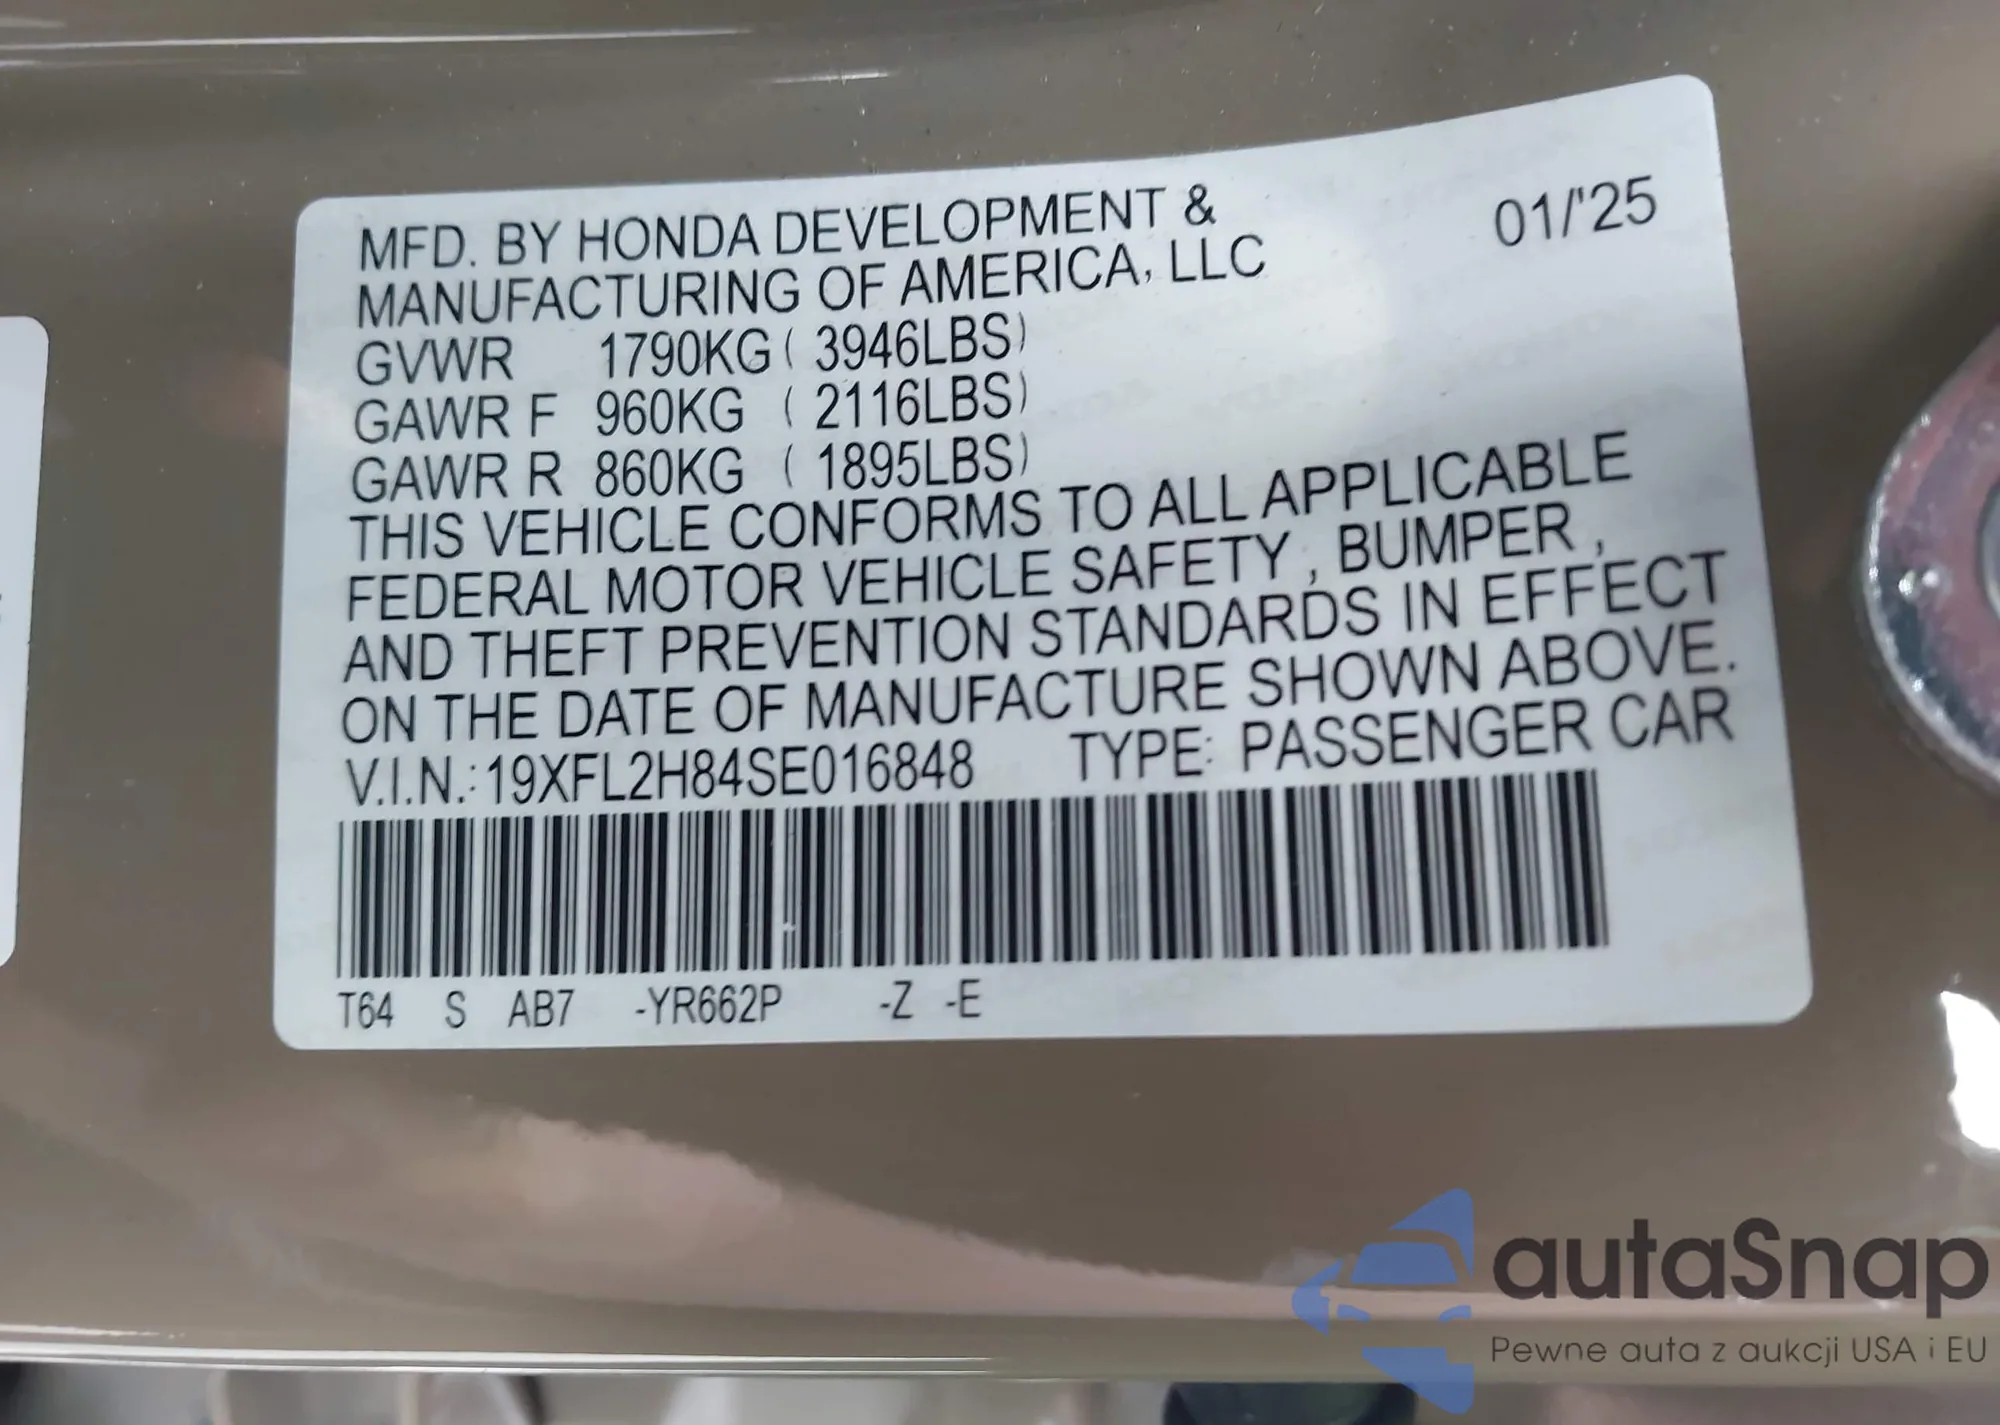 MFD. BY HONDA DEVELOPMENT & 01/'25
MANUFACTURING OF AMERICA, LLC
GVWR 1790KG ( 3946LBS)
GAWR F 960KG ( 2116LBS)
GAWR R 860KG ( 1895LBS)
THIS VEHICLE CONFORMS TO ALL APPLICABLE
FEDERAL MOTOR VEHICLE SAFETY , BUMPER ,
AND THEFT PREVENTION STANDARDS IN EFFECT
ON THE DATE OF MANUFACTURE SHOWN ABOVE.
V.I.N.: 19XFL2H84SE016848 TYPE: PASSENGER CAR
T64 S AB7 -YR662P -Z -E
autaSnap
Pewne auta z aukcji USA i EU